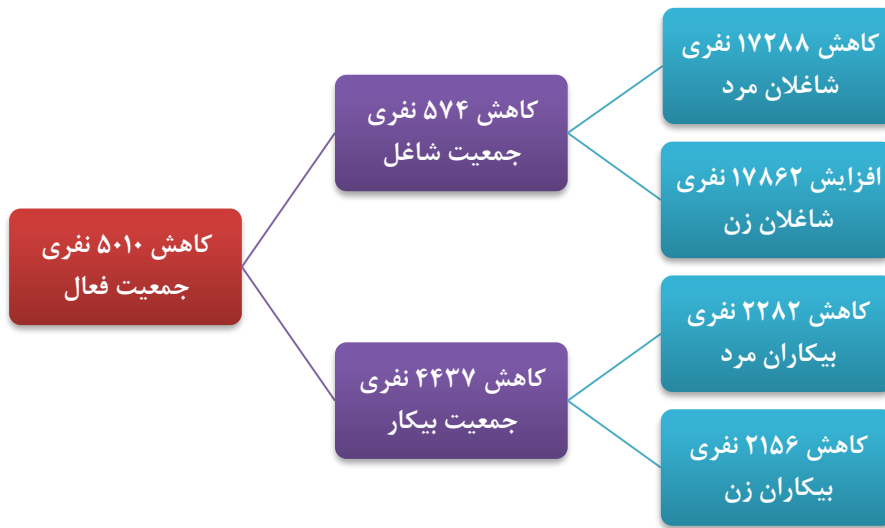 کاهش ۱۷۲۸۸ نفری
شاغلان مرد
کاهش ۵۷۴ نفری
جمعیت شاغل
افزایش ۱۷۸۶۲ نفری
شاغلان زن
کاهش ۵۰۱۰ نفری
جمعیت فعال
کاهش ۲۲۸۲ نفری
بیکاران مرد
کاهش ۴۴۳۷ نفری
جمعیت بیکار
کاهش ۲۱۵۶ نفری
بیکاران زن